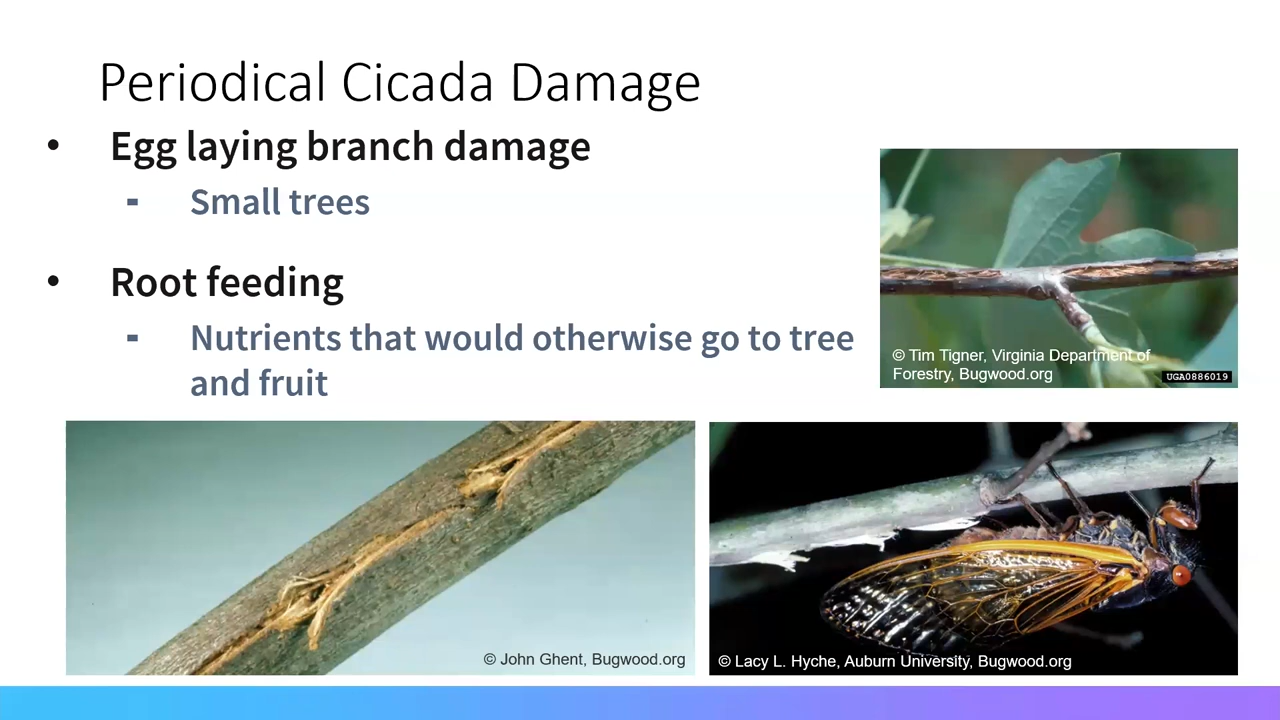 Periodical Cicada Damage
• Egg laying branch damage
- Small trees
• Root feeding
- Nutrients that would otherwise go to tree
and fruit
© Tim Tigner, Virginia Department of
Forestry, Bugwood.org
UGA0886019
© John Ghent, Bugwood.org
© Lacy L. Hyche, Auburn University, Bugwood.org